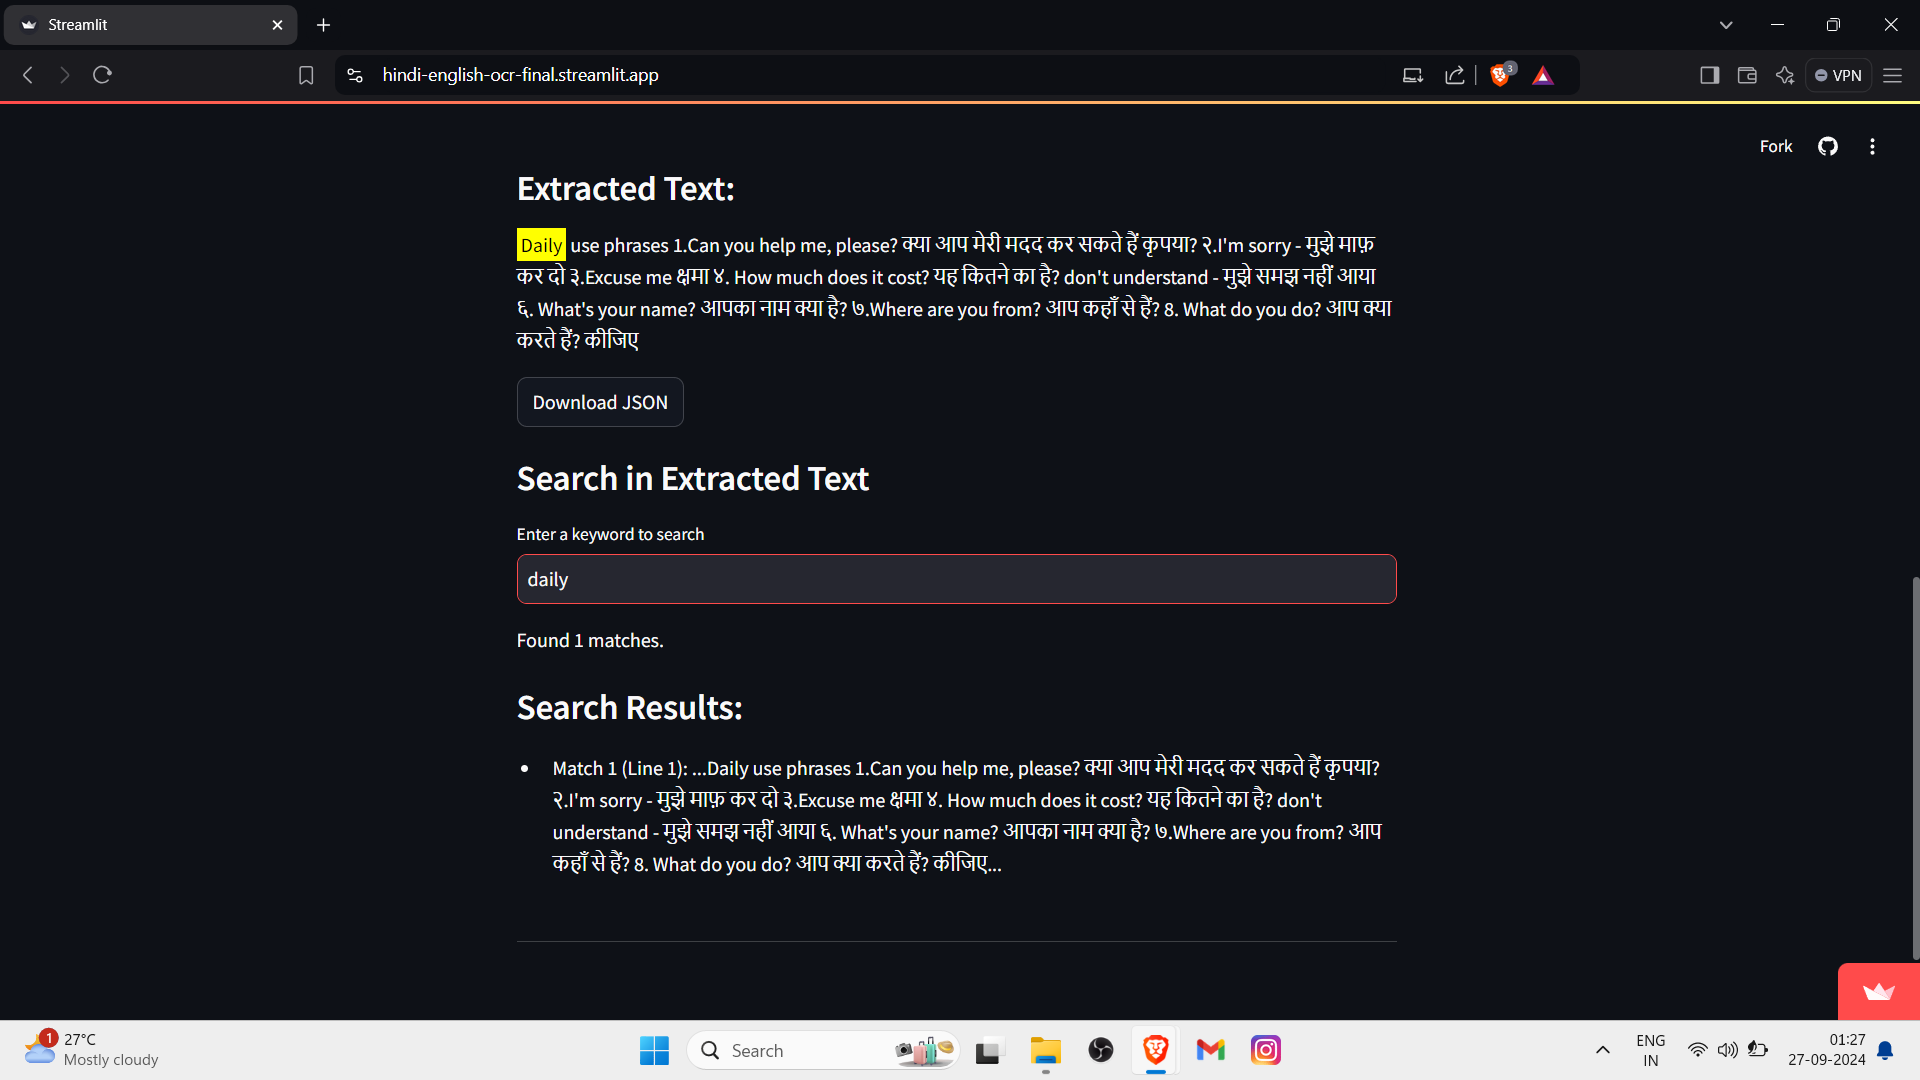 Streamlit
hindi-english-ocr-final.streamlit.app
3
VPN
Fork
Extracted Text:
Daily use phrases 1.Can you help me, please? क्या आप मेरी मदद कर सकते हैं कृपया? २.I'm sorry - मुझे माफ़
कर दो ३.Excuse me क्षमा ४. How much does it cost? यह कितने का है? don't understand - मुझे समझ नहीं आया
६. What's your name? आपका नाम क्या है? ७.Where are you from? आप कहाँ से हैं? 8. What do you do? आप क्या
करते हैं? कीजिए
Download JSON
Search in Extracted Text
Enter a keyword to search
daily
Found 1 matches.
Search Results:
Match 1 (Line 1): ...Daily use phrases 1.Can you help me, please? क्या आप मेरी मदद कर सकते हैं कृपया?
२.I'm sorry - मुझे माफ़ कर दो ३.Excuse me क्षमा ४. How much does it cost? यह कितने का है? don't
understand - मुझे समझ नहीं आया ६. What's your name? आपका नाम क्या है? ७.Where are you from? आप
कहाँ से हैं? 8. What do you do? आप क्या करते हैं? कीजिए...
1
27°C
Mostly cloudy
Search
ENG
IN
01:27
27-09-2024